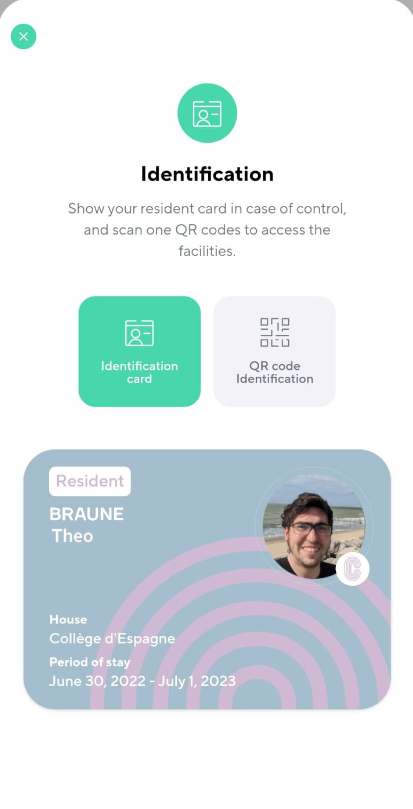 Identification
Show your resident card in case of control,
and scan one QR codes to access the
facilities.
Identification
card
QR code
Identification
Resident
BRAUNE
Theo
House
Collège d'Espagne
Period of stay
June 30, 2022 - July 1, 2023